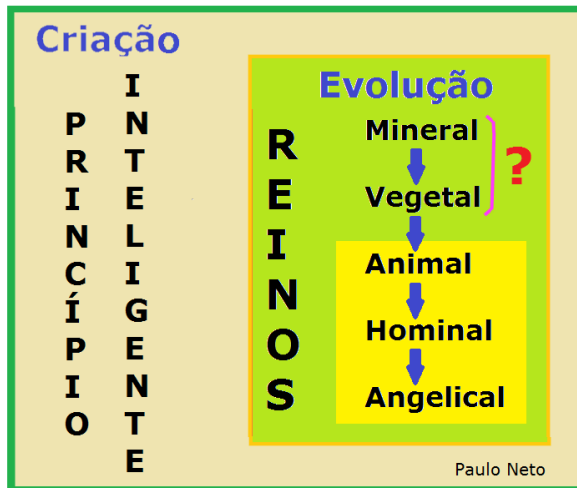 Criação
PRINCÍPIO
INTELIGENTE
Evolução
REINOS
Mineral
?
Vegetal
Animal
Hominal
Angelical
Paulo Neto